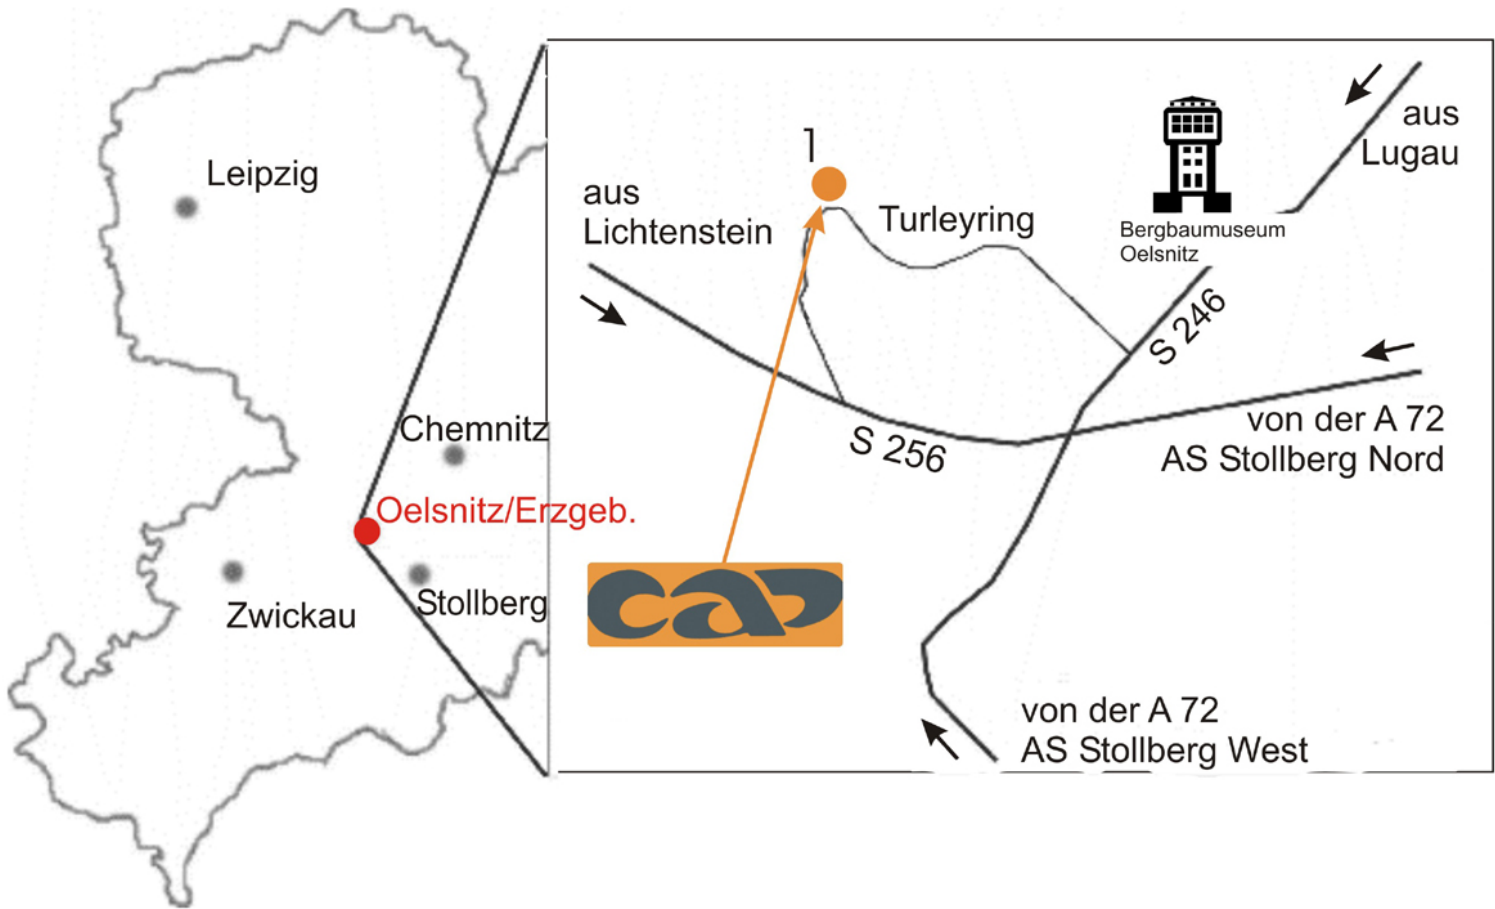 Leipzig
Chemnitz
Oelsnitz/Erzgeb.
Zwickau
Stollberg
1
aus
Lichtenstein
Turleyring
Bergbaumuseum
Oelsnitz
aus
Lugau
S 246
S 256
von der A 72
AS Stollberg Nord
cap
von der A 72
AS Stollberg West